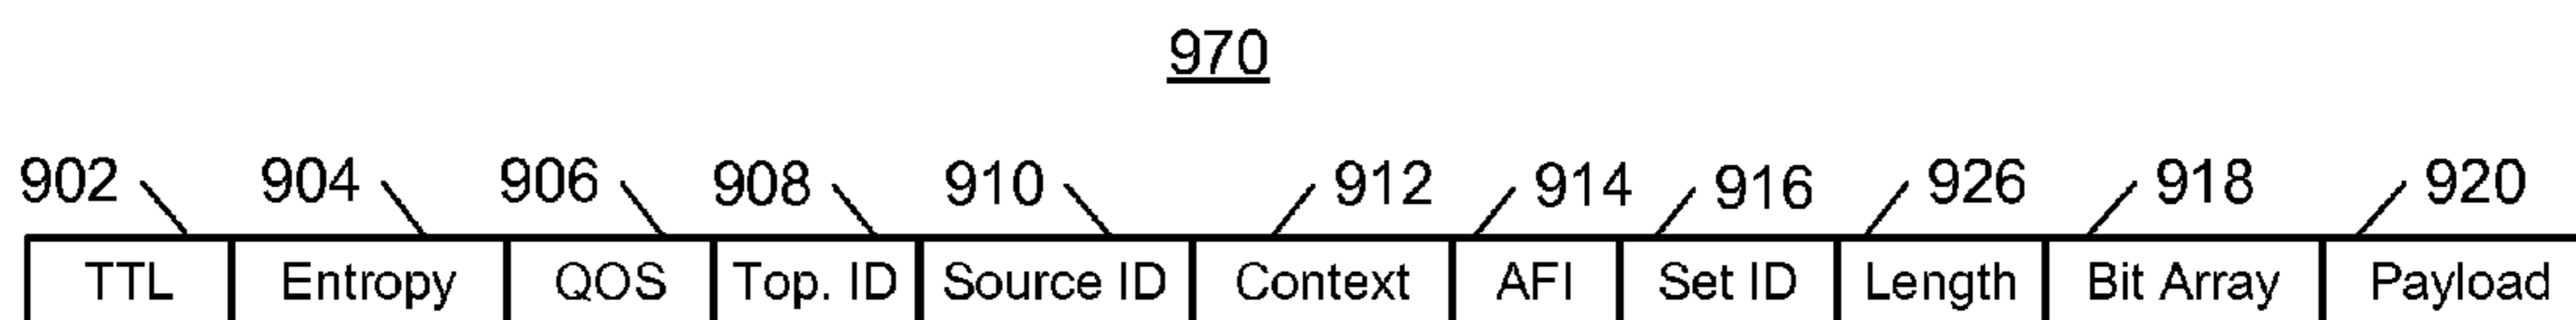 970
902 904 906 908 910 912 914 916 926 918 920
TTL Entropy QOS Top. ID Source ID Context AFI Set ID Length Bit Array Payload